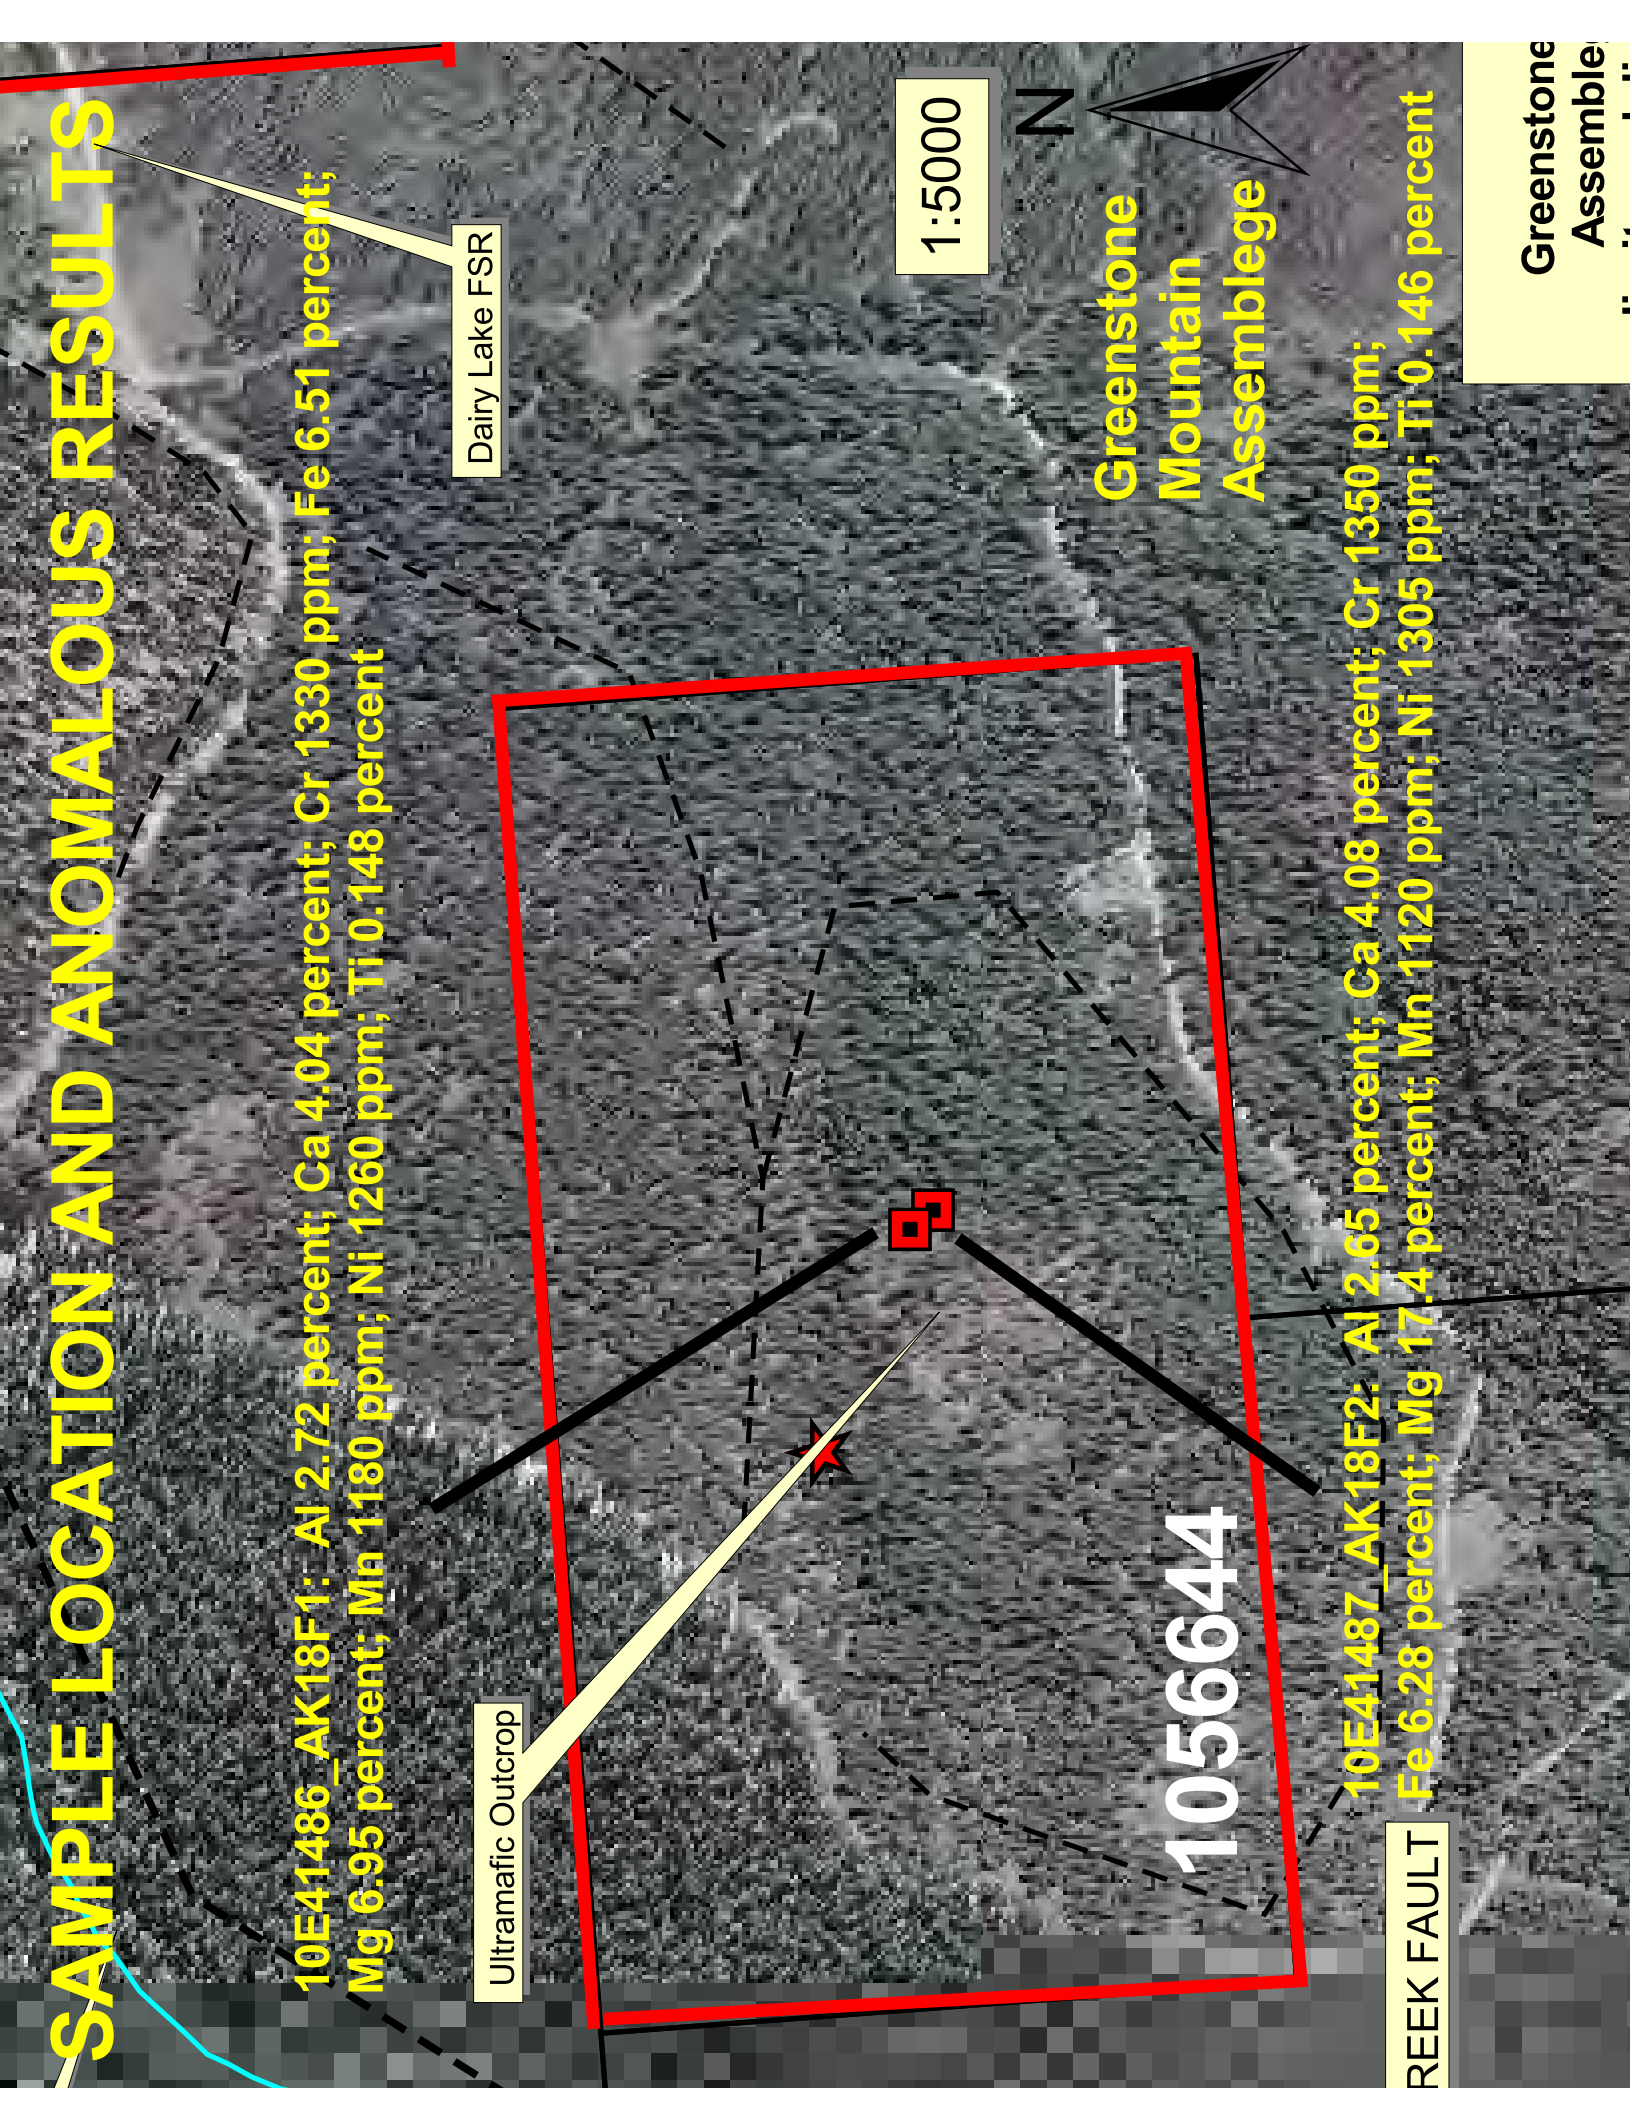 SAMPLE LOCATION AND ANOMALOUS RESULTS
10E41486_AK18F1: Al 2.72 percent; Ca 4.04 percent; Cr 1330 ppm; Fe 6.51 percent;
Mg 6.95 percent; Mn 1180 ppm; Ni 1260 ppm; Ti 0.148 percent
Dairy Lake FSR
Ultramafic Outcrop
1:5000
N
Greenstone
Mountain
Assemblege
1056644
10E41487_AK18F2: Al 2.65 percent; Ca 4.08 percent; Cr 1350 ppm;
Fe 6.28 percent; Mg 17.4 percent; Mn 1120 ppm; Ni 1305 ppm; Ti 0.146 percent
REEK FAULT
Greenstone
Assemble